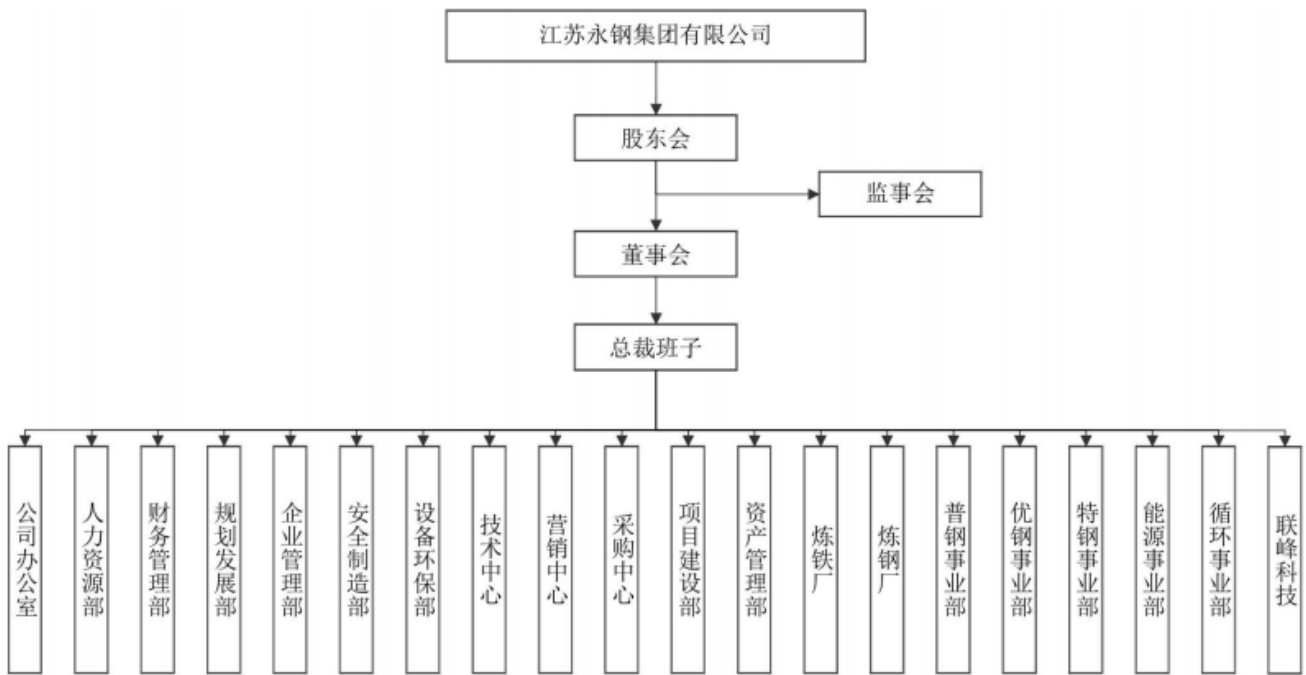 江苏永钢集团有限公司
股东会
监事会
董事会
总裁班子
公司办公室
人力资源部
财务管理部
规划发展部
企业管理部
安全制造部
设备环保部
技术中心
营销中心
采购中心
项目建设部
资产管理部
炼铁厂
炼钢厂
普钢事业部
优钢事业部
特钢事业部
能源事业部
循环事业部
联峰科技